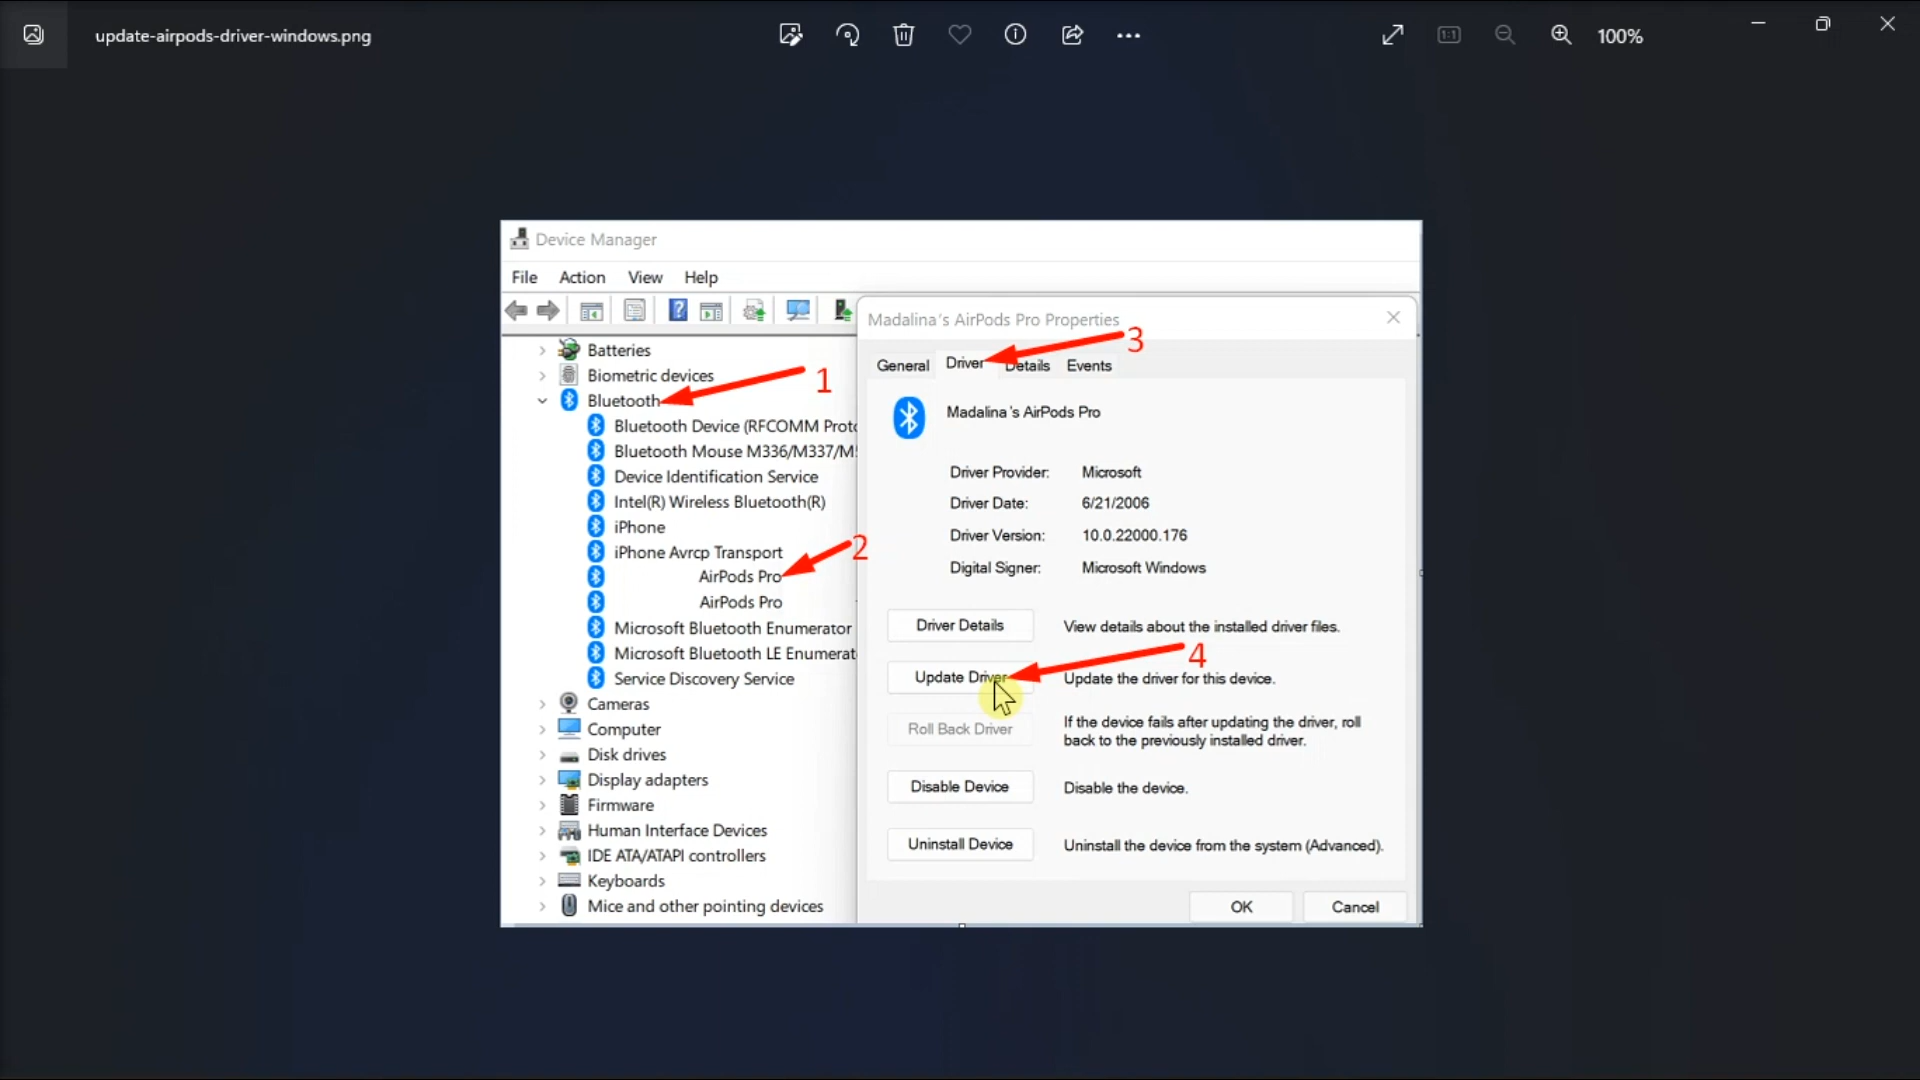 update-airpods-driver-windows.png
100%
Device Manager
File Action View Help
Batteries
Biometric devices
1
Bluetooth
Bluetooth Device (RFCOMM
Bluetooth Mouse M336/M337/
Device Identification Service
Intel(R) Wireless Bluetooth(R)
iPhone
iPhone Avrcp Transport
2
AirPods Pro
AirPods Pro
Microsoft Bluetooth Enumerator
Microsoft Bluetooth LE
Service Discovery Service
Cameras
Computer
Disk drives
Display adapters
Firmware
Human Interface Devices
IDE ATA/ATAPI controllers
Keyboards
Mice and other pointing devices
Madalina's AirPods Pro Properties
3
General Driver Details Events
Madalina's AirPods Pro
Driver Provider: Microsoft
Driver Date: 6/21/2006
Driver Version: 10.0.22000.176
Digital Signer: Microsoft Windows
Driver Details View details about the installed driver files.
4
Update Driver Update the driver for this device.
Roll Back Driver If the device fails after updating the driver, roll
back to the previously installed driver.
Disable Device Disable the device.
Uninstall Device Uninstall the device from the system (Advanced).
OK Cancel